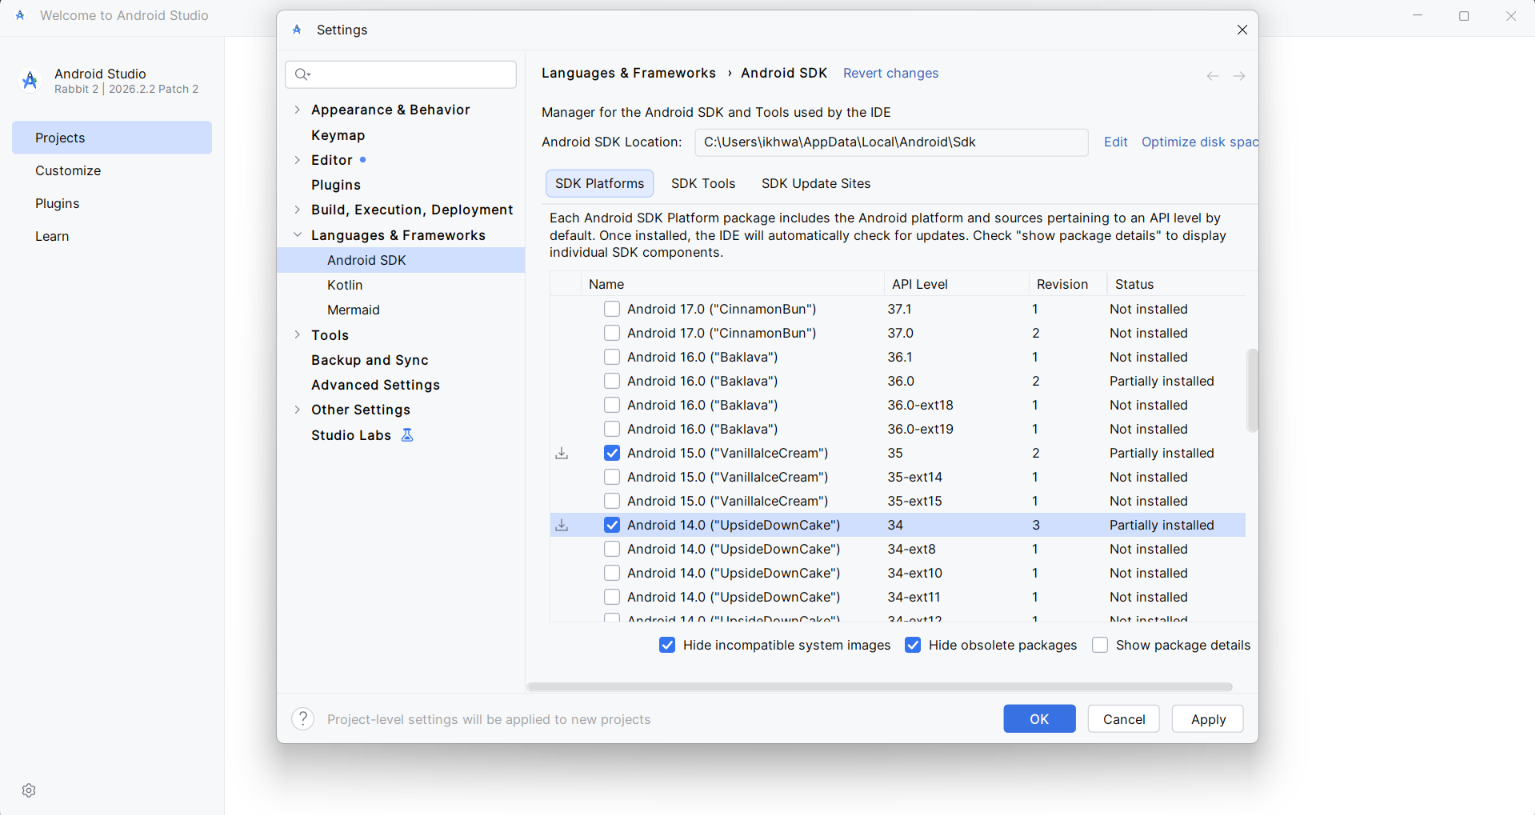 Welcome to Android Studio
Android Studio
Rabbit 2 | 2026.2.2 Patch 2
Projects
Customize
Plugins
Learn
Settings
Appearance & Behavior
Keymap
Editor
Plugins
Build, Execution, Deployment
Languages & Frameworks
Android SDK
Kotlin
Mermaid
Tools
Backup and Sync
Advanced Settings
Other Settings
Studio Labs
Languages & Frameworks › Android SDK Revert changes
Manager for the Android SDK and Tools used by the IDE
Android SDK Location: C:\Users\ikhwa\AppData\Local\Android\Sdk Edit Optimize disk spac
SDK Platforms SDK Tools SDK Update Sites
Each Android SDK Platform package includes the Android platform and sources pertaining to an API level by
default. Once installed, the IDE will automatically check for updates. Check "show package details" to display
individual SDK components.
Name API Level Revision Status
Android 17.0 ("CinnamonBun") 37.1 1 Not installed
Android 17.0 ("CinnamonBun") 37.0 2 Not installed
Android 16.0 ("Baklava") 36.1 1 Not installed
Android 16.0 ("Baklava") 36.0 2 Partially installed
Android 16.0 ("Baklava") 36.0-ext18 1 Not installed
Android 16.0 ("Baklava") 36.0-ext19 1 Not installed
Android 15.0 ("VanillaIceCream") 35 2 Partially installed
Android 15.0 ("VanillaIceCream") 35-ext14 1 Not installed
Android 15.0 ("VanillaIceCream") 35-ext15 1 Not installed
Android 14.0 ("UpsideDownCake") 34 3 Partially installed
Android 14.0 ("UpsideDownCake") 34-ext8 1 Not installed
Android 14.0 ("UpsideDownCake") 34-ext10 1 Not installed
Android 14.0 ("UpsideDownCake") 34-ext11 1 Not installed
Android 14.0 ("UpsideDownCake") 34-ext12 1 Not installed
Hide incompatible system images Hide obsolete packages Show package details
? Project-level settings will be applied to new projects
OK Cancel Apply